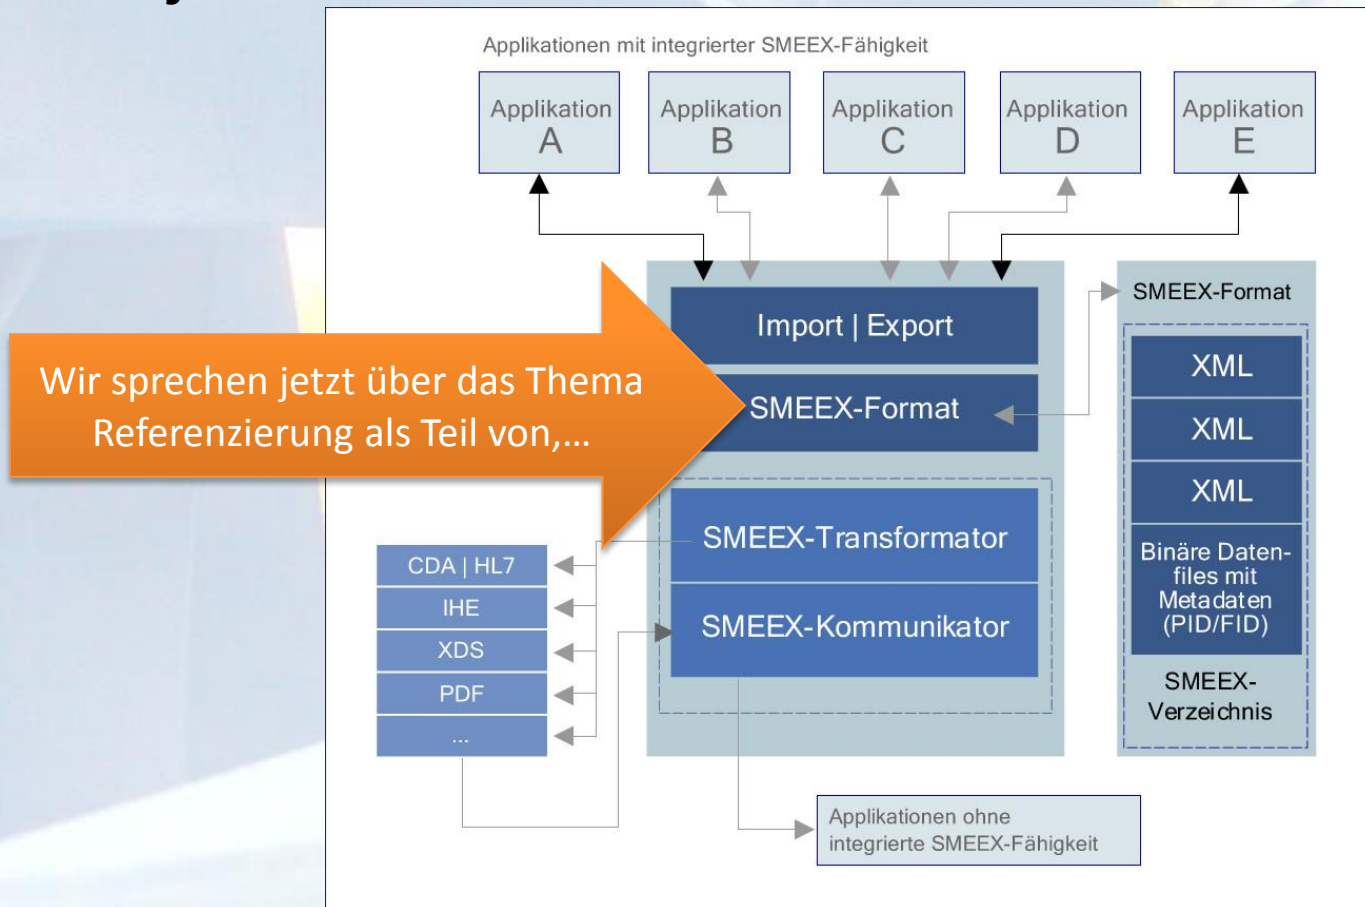 Applikationen mit integrierter SMEEX-Fähigkeit
Applikation
A
Applikation
B
Applikation
C
Applikation
D
Applikation
E
Import | Export
SMEEX-Format
SMEEX-Format
XML
XML
XML
Binäre Daten-
files mit
Metadaten
(PID/FID)
SMEEX-
Verzeichnis
Wir sprechen jetzt über das Thema
Referenzierung als Teil von,...
SMEEX-Transformator
SMEEX-Kommunikator
CDA | HL7
IHE
XDS
PDF
...
Applikationen ohne
integrierte SMEEX-Fähigkeit